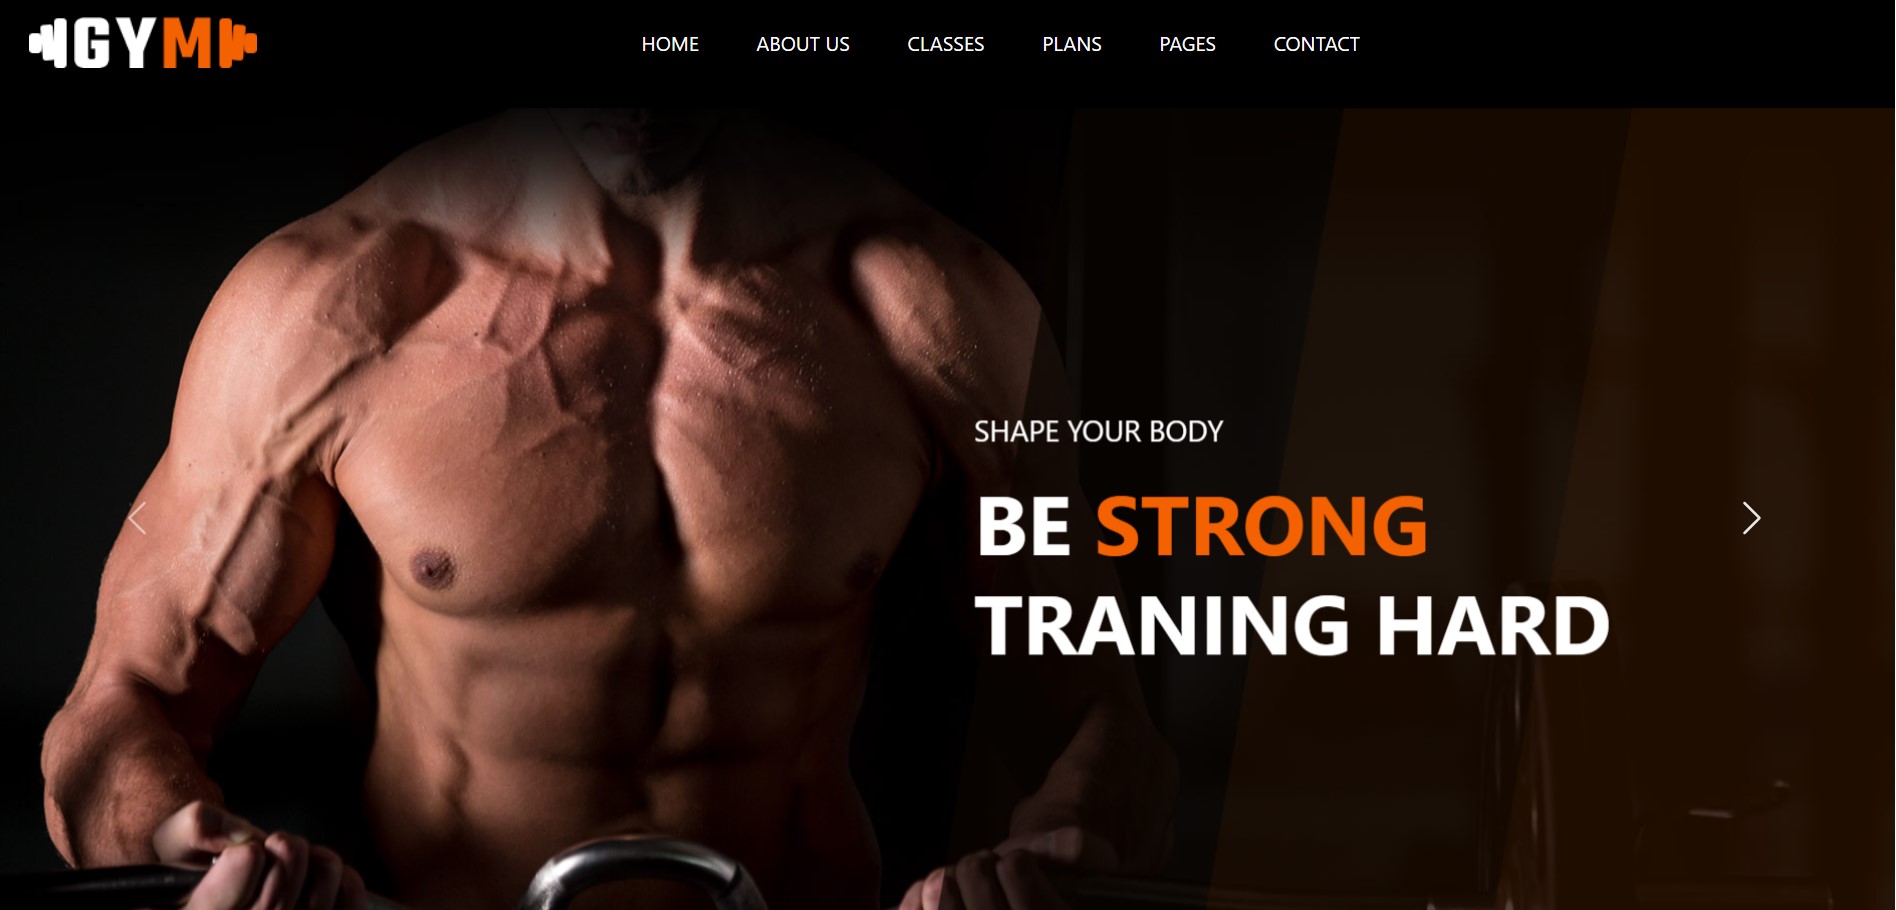 GYM
HOME ABOUT US CLASSES PLANS PAGES CONTACT
SHAPE YOUR BODY
BE STRONG
TRANING HARD